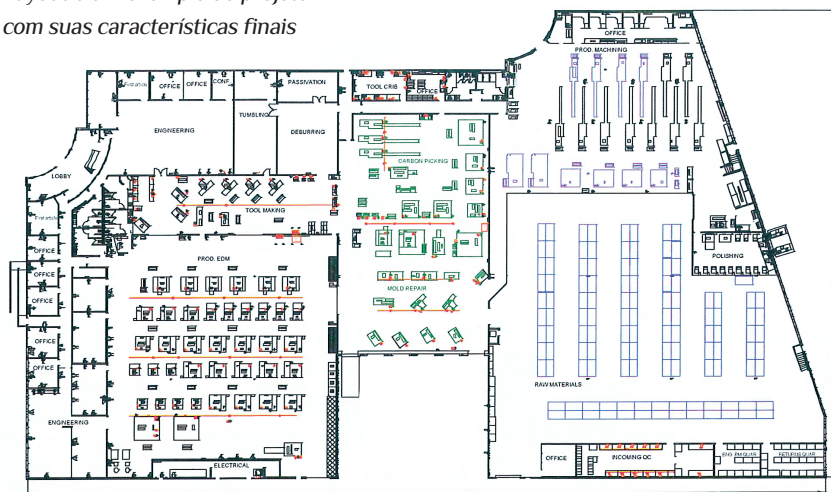 com suas características finais
OFFICE
PROD. MACHINING
OFFICE
OFFICE
CONF.
PASSIVATION
TOOL CRIB
OFFICE
TUMBLING
ENGINEERING
DEBURRING
CARBON PICKING
LOBBY
TOOL MAKING
OFFICE
PROD. EDM
POLISHING
OFFICE
OFFICE
MOLD REPAIR
OFFICE
OFFICE
RAW MATERIALS
ENGINEERING
ELECTRICAL
OFFICE
INCOMING QC
RETURNS QUAR.